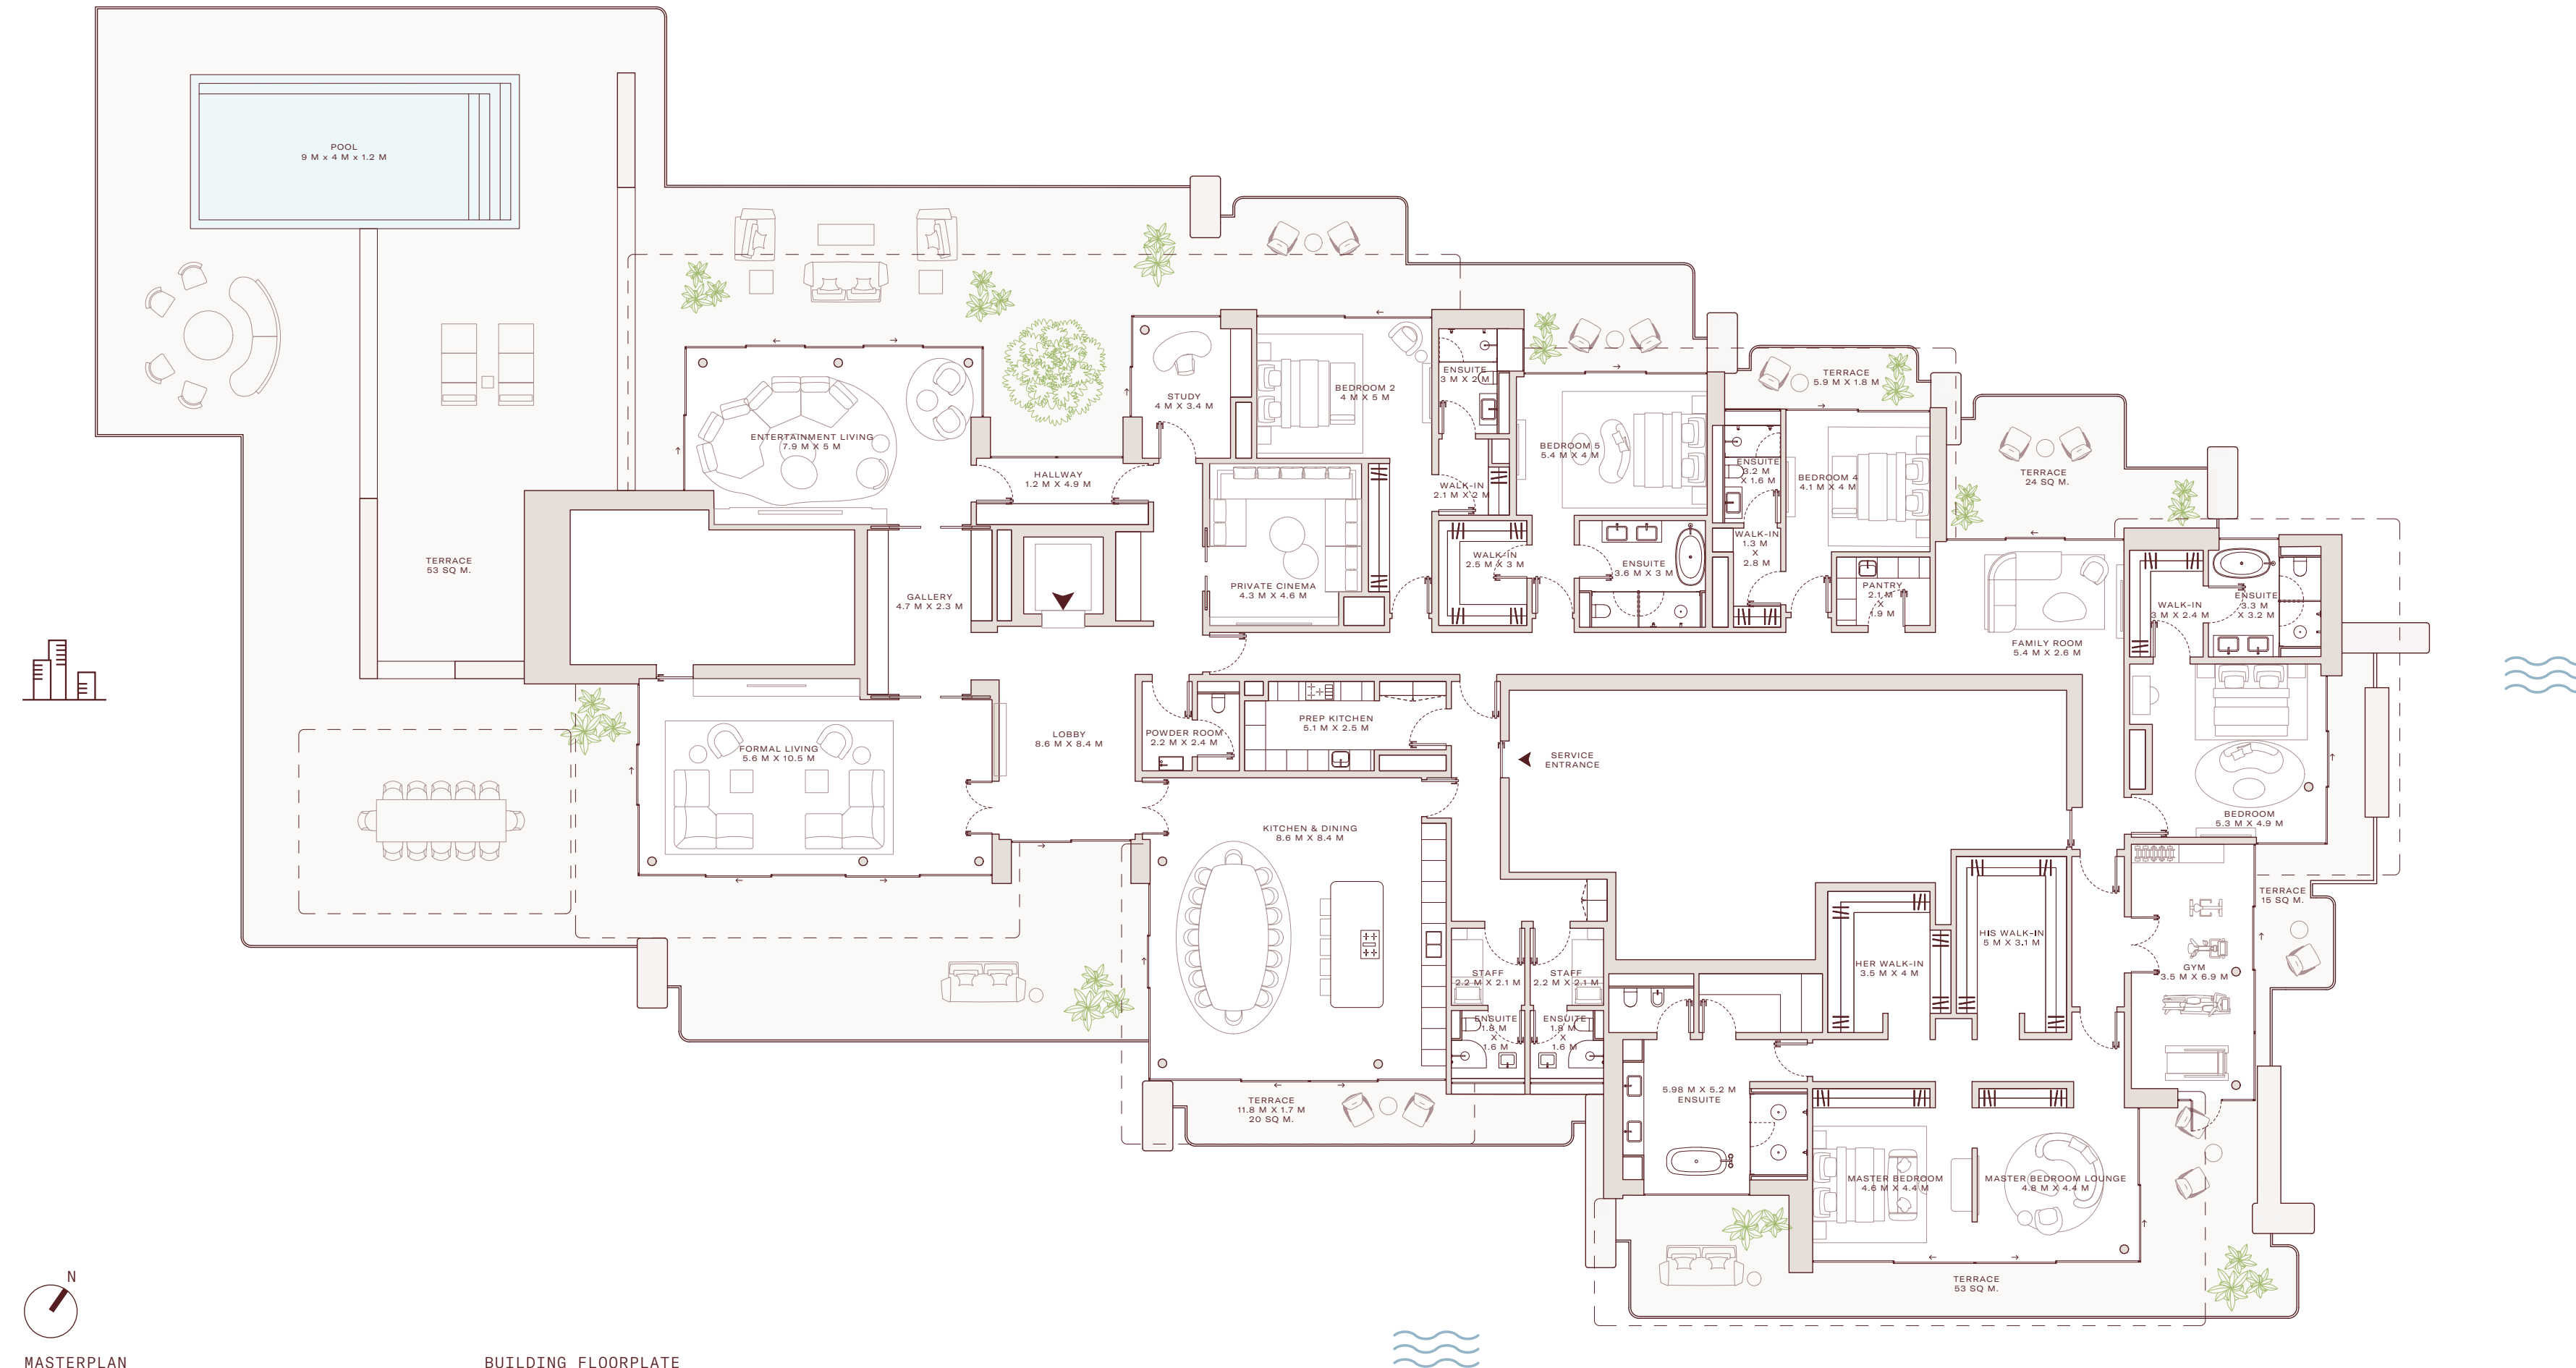 POOL
9 M x 4 M x 1.2 M
TERRACE
5.9 M X 1.8 M
ENSUITE
3 M X 2 M
BEDROOM 2
4 M X 5 M
STUDY
4 M X 3.4 M
ENTERTAINMENT LIVING
7.9 M X 5 M
BEDROOM 5
5.4 M X 4 M
ENSUITE
3.2 M
X 1.6 M
BEDROOM 4
4.1 M X 4 M
TERRACE
24 SQ M.
HALLWAY
1.2 M X 4.9 M
WALK-IN
2.1 M X 2 M
WALK-IN
1.3 M
X
2.8 M
TERRACE
53 SQ M.
WALK-IN
2.5 M X 3 M
ENSUITE
3.6 M X 3 M
PRIVATE CINEMA
4.3 M X 4.6 M
PANTRY
2.1 M
X
1.9 M
GALLERY
4.7 M X 2.3 M
WALK-IN
3 M X 2.4 M
ENSUITE
3.3 M
X 3.2 M
FAMILY ROOM
5.4 M X 2.6 M
PREP KITCHEN
5.1 M X 2.5 M
LOBBY
8.6 M X 8.4 M
POWDER ROOM
2.2 M X 2.4 M
FORMAL LIVING
5.6 M X 10.5 M
SERVICE
ENTRANCE
KITCHEN & DINING
8.6 M X 8.4 M
BEDROOM
5.3 M X 4.9 M
TERRACE
15 SQ M.
HIS WALK-IN
5 M X 3.1 M
HER WALK-IN
3.5 M X 4 M
GYM
3.5 M X 6.9 M
STAFF
2.2 M X 2.1 M
STAFF
2.2 M X 2.1 M
ENSUITE
1.8 M
X
1.6 M
ENSUITE
1.8 M
X
1.6 M
5.98 M X 5.2 M
ENSUITE
TERRACE
11.8 M X 1.7 M
20 SQ M.
MASTER BEDROOM
4.6 M X 4.4 M
MASTER BEDROOM LOUNGE
4.8 M X 4.4 M
TERRACE
53 SQ M.
N
MASTERPLAN
BUILDING FLOORPLATE